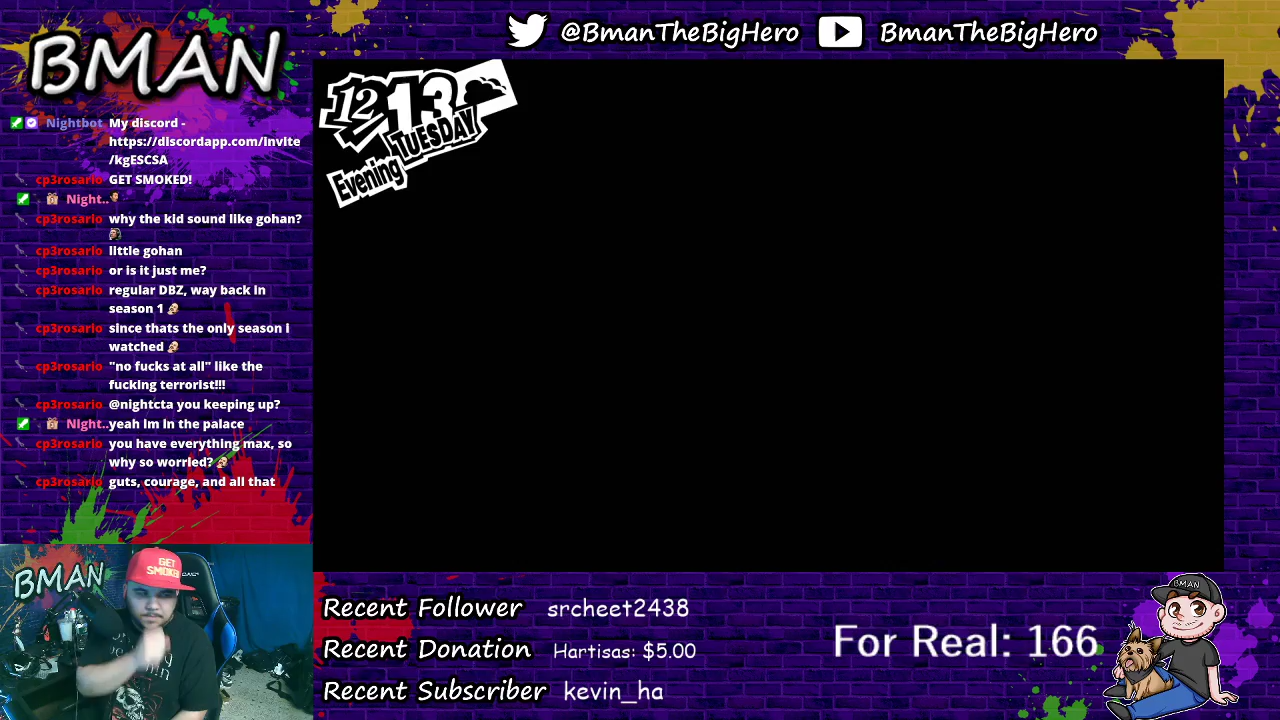 BMAN
@BmanTheBigHero
BmanTheBigHero
12 13
TUESDAY
Evening
Nightbot My discord -
https://discordapp.com/invite
/kgESCSA
cp3rosario GET SMOKED!
Night..
cp3rosario why the kid sound like gohan?
cp3rosario little gohan
cp3rosario or is it just me?
cp3rosario regular DBZ, way back in
season 1
cp3rosario since thats the only season i
watched
cp3rosario "no fucks at all" like the
fucking terrorist!!!
cp3rosario @nightcta you keeping up?
Night.. yeah im in the palace
cp3rosario you have everything max, so
why so worried?
cp3rosario guts, courage, and all that
BMAN
GET
SMOKED
Recent Follower srcheet2438
Recent Donation Hartisas: $5.00
Recent Subscriber kevin_ha
For Real: 166
BMAN